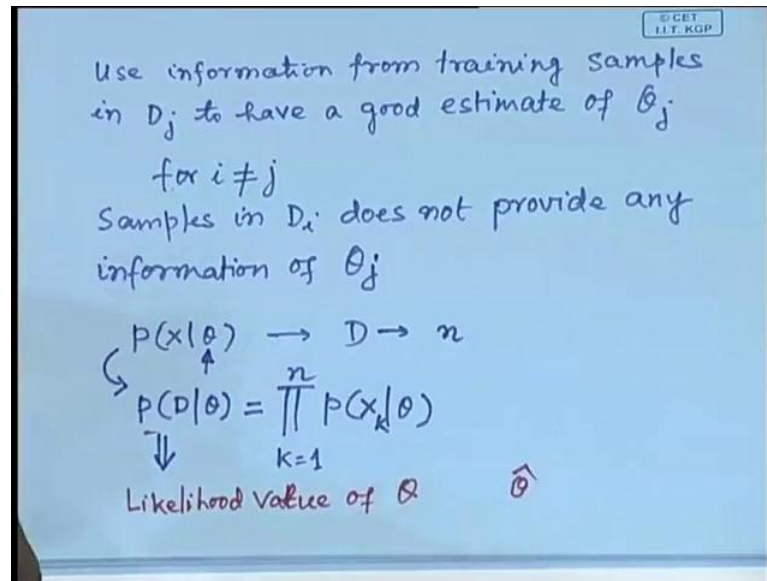 © CET
I.I.T. KGP
Use information from training samples
in Dj to have a good estimate of θj
for i ≠ j
Samples in Di does not provide any
information of θj
p(x|θ) → D → n
↑
p(D|θ) = ∏ p(xk|θ)
n
k=1
⇓
Likelihood Value of θ θ̂